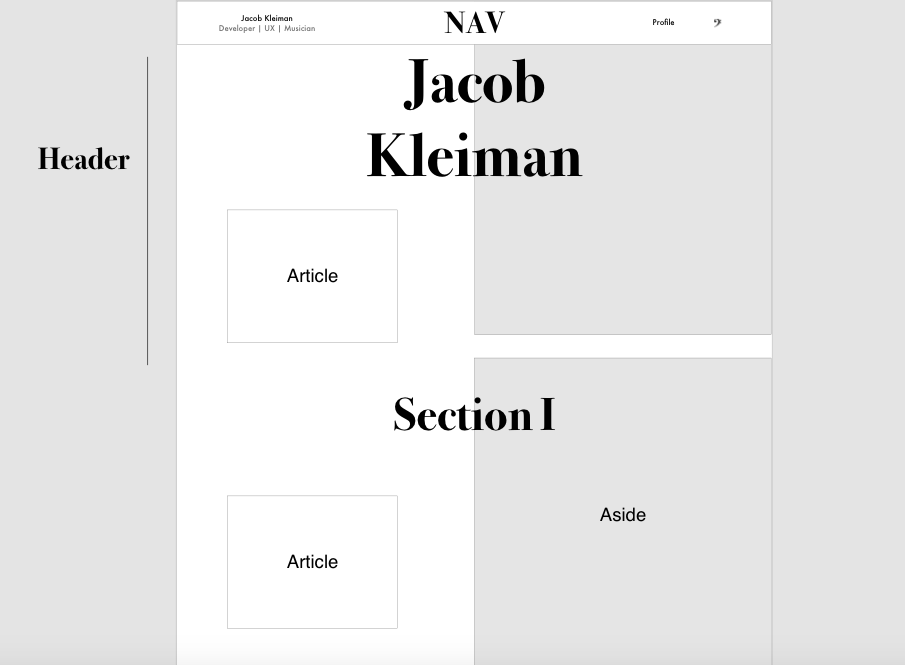 Jacob Kleiman
Developer | UX | Musician
NAV
Profile
Jacob
Kleiman
Header
Article
Section I
Aside
Article